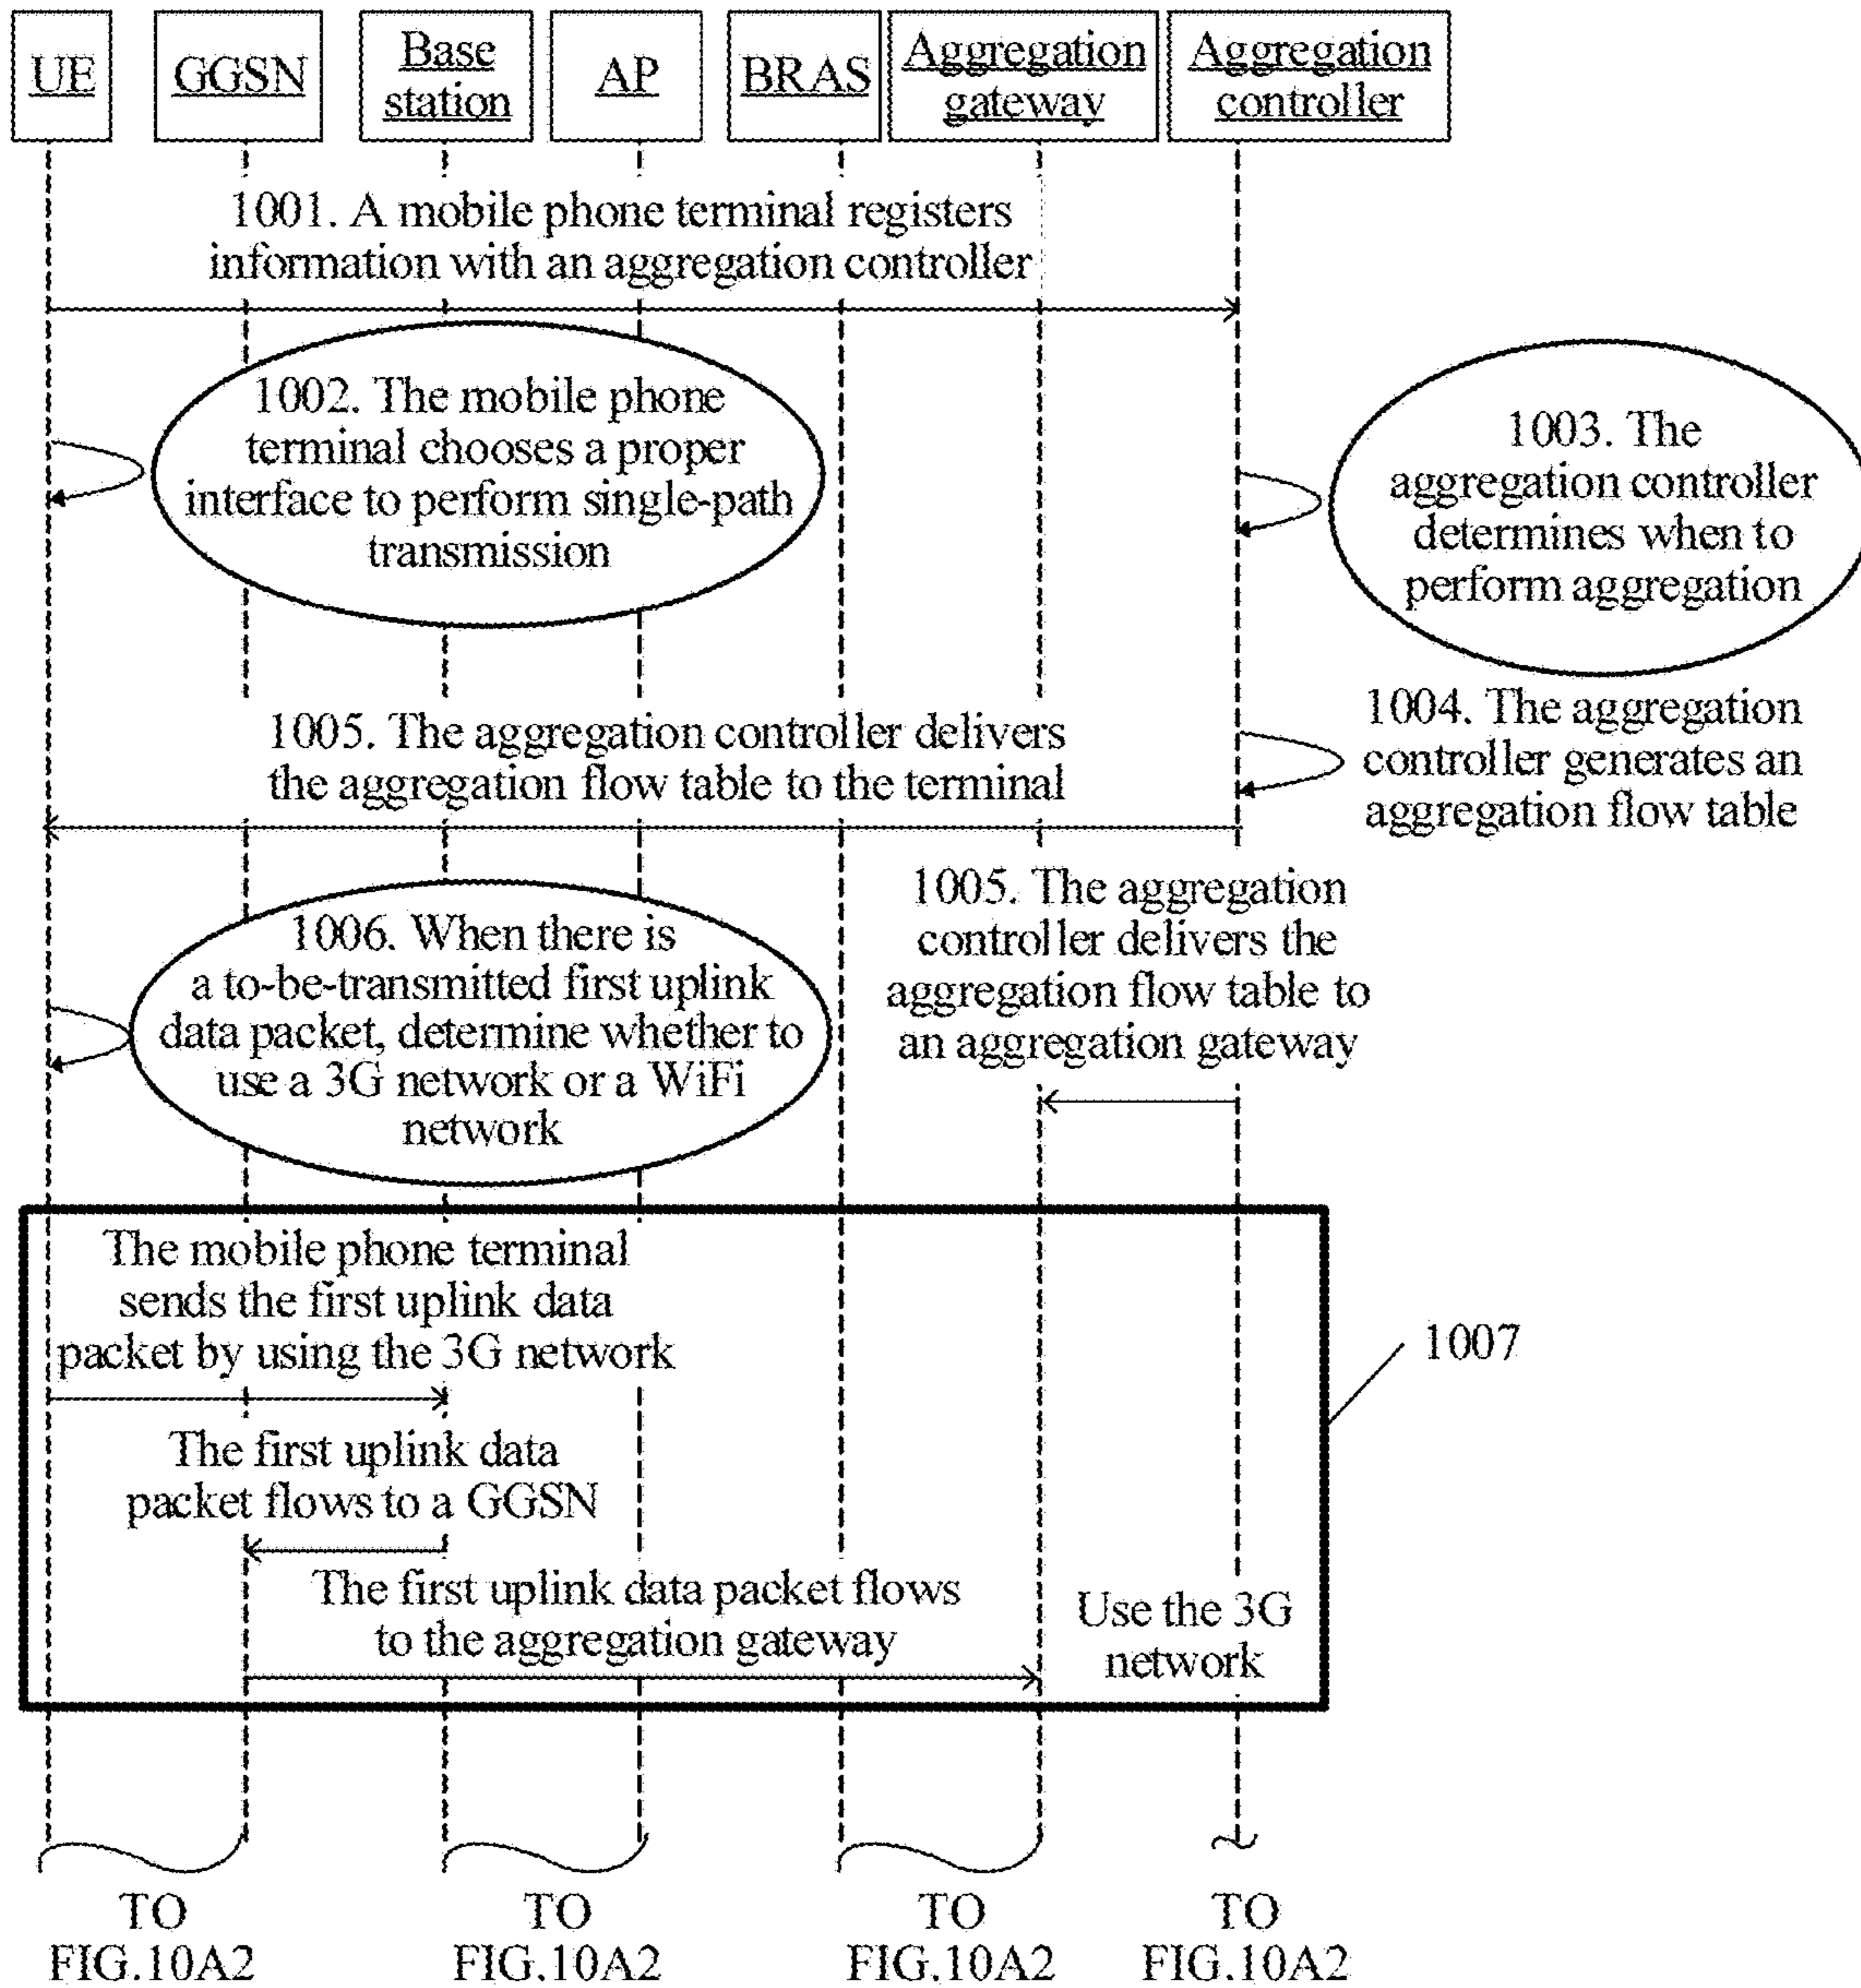 UE
GGSN
Base
station
AP
BRAS
Aggregation
gateway
Aggregation
controller
1001. A mobile phone terminal registers
information with an aggregation controller
1002. The mobile phone
terminal chooses a proper
interface to perform single-path
transmission
1003. The
aggregation controller
determines when to
perform aggregation
1004. The aggregation
controller generates an
aggregation flow table
1005. The aggregation controller delivers
the aggregation flow table to the terminal
1005. The aggregation
controller delivers the
aggregation flow table to
an aggregation gateway
1006. When there is
a to-be-transmitted first uplink
data packet, determine whether to
use a 3G network or a WiFi
network
The mobile phone terminal
sends the first uplink data
packet by using the 3G network
1007
The first uplink data
packet flows to a GGSN
The first uplink data packet flows
to the aggregation gateway
Use the 3G
network
TO
FIG.10A2
TO
FIG.10A2
TO
FIG.10A2
TO
FIG.10A2